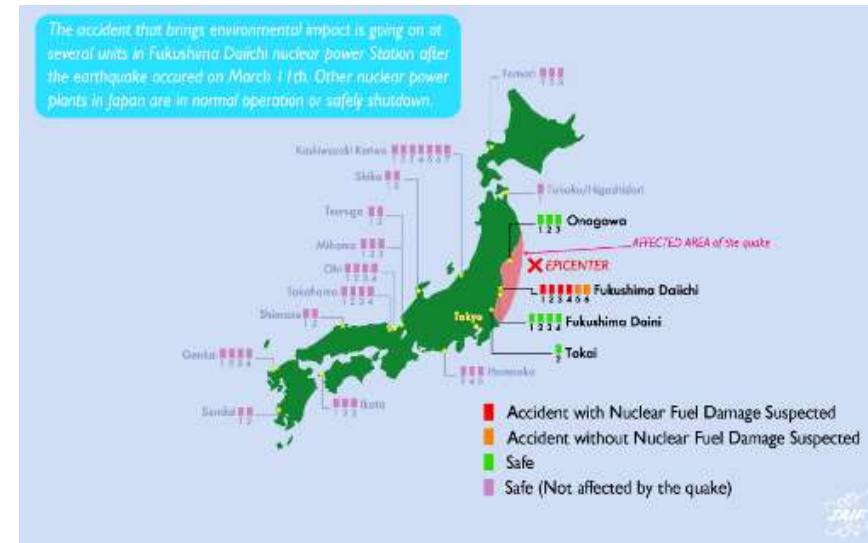 The accident that brings environmental impact is going on at
several units in Fukushima Daiichi nuclear power Station after
the earthquake occured on March 11th. Other nuclear power
plants in Japan are in normal operation or safely shutdown.
Tomari
1 2 3
Kashiwazaki Kariwa
1 2 3 4 5 6 7
Shika
1 2
Tohoku/Higashidori
1
Tsuruga
1 2
Onagawa
1 2 3
Mihama
1 2 3
AFFECTED AREA of the quake
Ohi
1 2 3 4
EPICENTER
Takahama
1 2 3 4
Fukushima Daiichi
1 2 3 4 5 6
Shimane
1 2
Tokyo
Fukushima Daini
1 2 3 4
Genkai
1 2 3 4
Tokai
2
Hamaoka
3 4 5
Sendai
1 2
Ikata
1 2 3
Accident with Nuclear Fuel Damage Suspected
Accident without Nuclear Fuel Damage Suspected
Safe
Safe (Not affected by the quake)
JAIF